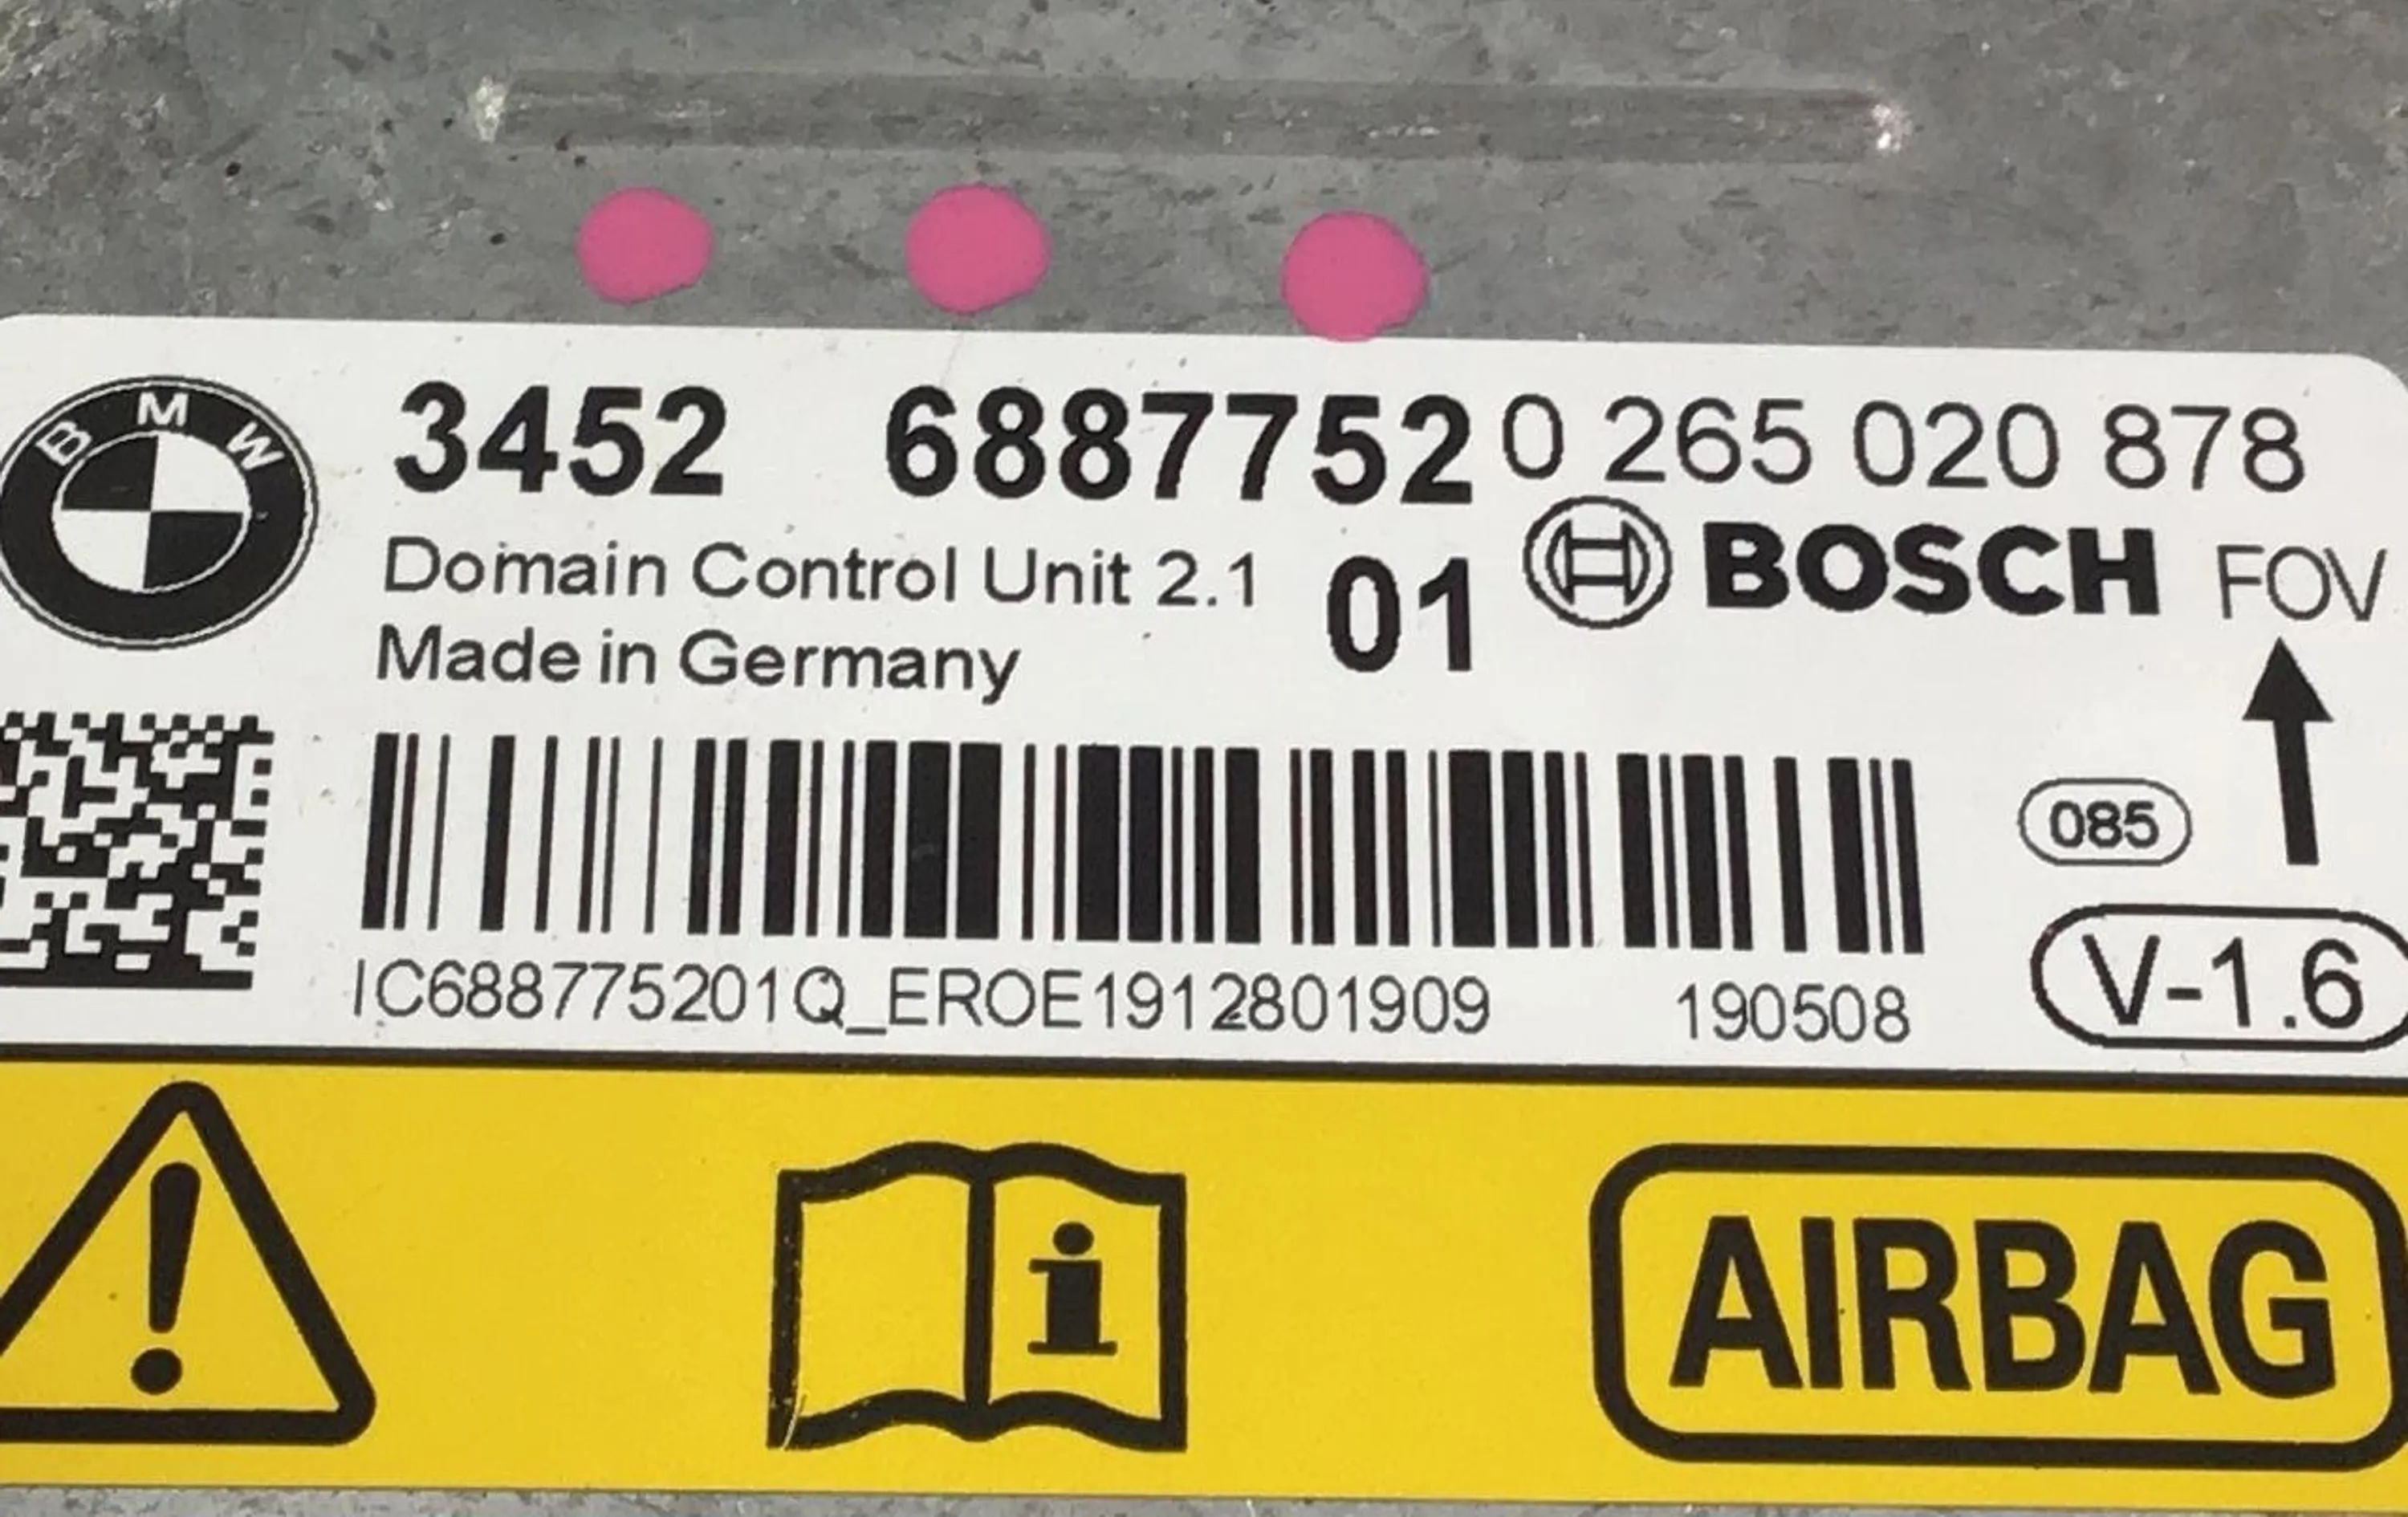 BMW
3452 6887752 0 265 020 878
Domain Control Unit 2.1 01 BOSCH FOV
Made in Germany
085
IC688775201Q_EROE1912801909 190508 V-1.6
i AIRBAG